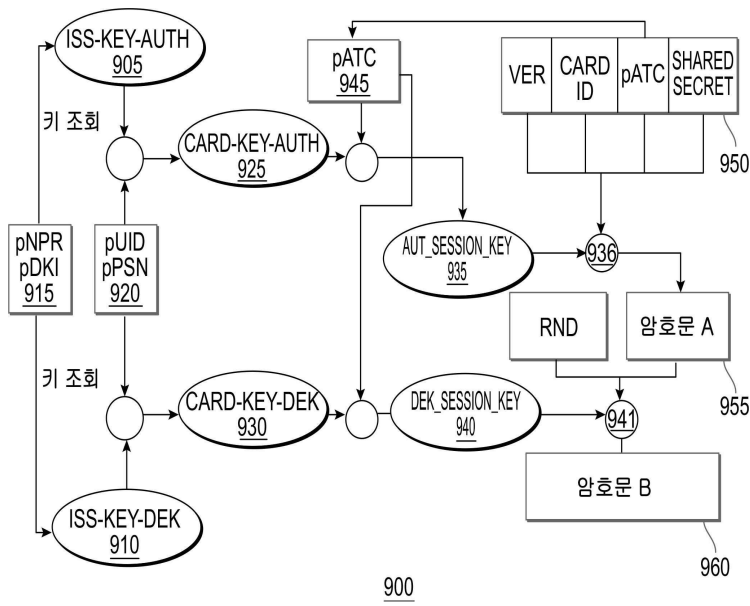 ISS-KEY-AUTH
905
pATC
945
VER
CARD
ID
pATC
SHARED
SECRET
950
키 조회
CARD-KEY-AUTH
925
pNPR
pDKI
915
pUID
pPSN
920
AUT_SESSION_KEY
935
936
RND
암호문 A
955
키 조회
CARD-KEY-DEK
930
DEK_SESSION_KEY
940
941
ISS-KEY-DEK
910
암호문 B
960
900